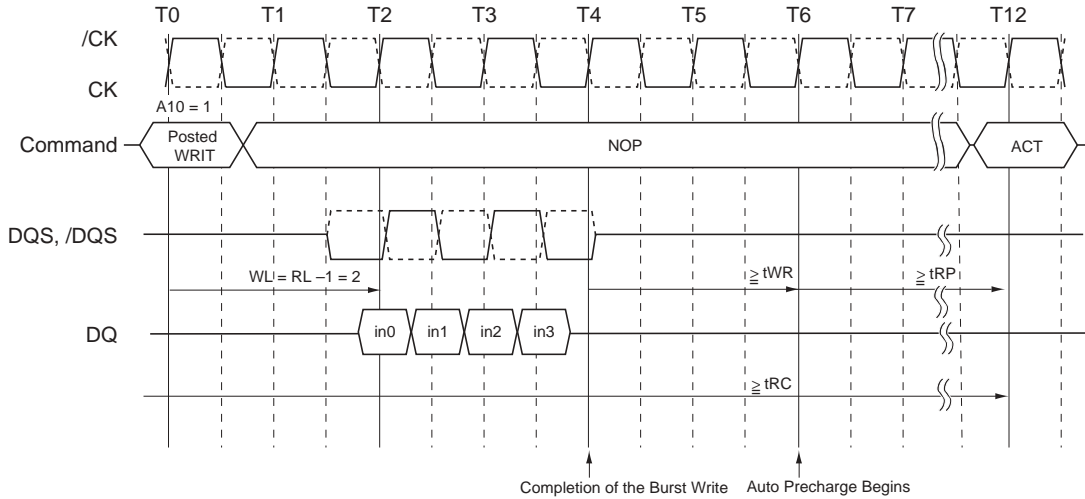 T0 T1 T2 T3 T4 T5 T6 T7 T12
/CK
CK
A10 = 1
Command
Posted
WRIT
NOP
ACT
DQS, /DQS
WL = RL –1 = 2
≧ tWR
≧ tRP
DQ
in0 in1 in2 in3
≧ tRC
Completion of the Burst Write
Auto Precharge Begins